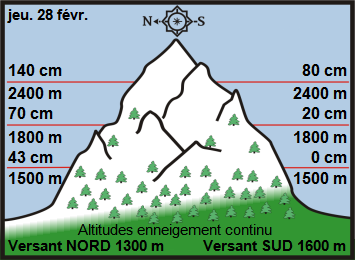 jeu. 28 févr.
N S
140 cm 80 cm
2400 m 2400 m
70 cm 20 cm
1800 m 1800 m
43 cm 0 cm
1500 m 1500 m
Altitudes enneigement continu
Versant NORD 1300 m Versant SUD 1600 m